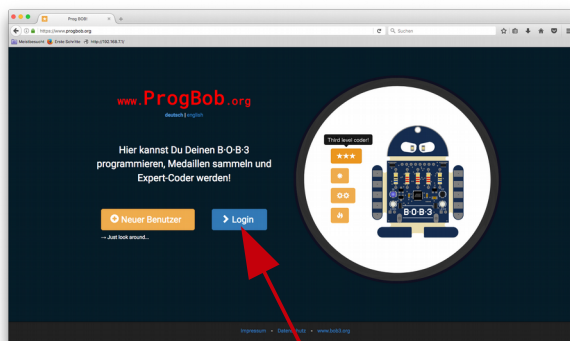 Prog BOB!
https://www.progbob.org
Suchen
Meistbesucht Erste Schritte http://192.168.7.1/
www.ProgBob.org
deutsch | english
Hier kannst Du Deinen B·O·B·3
programmieren, Medaillen sammeln und
Expert-Coder werden!
Neuer Benutzer
Login
→ Just look around...
Third level coder!
B·O·B·3
Impressum • Datenschutz • www.bob3.org